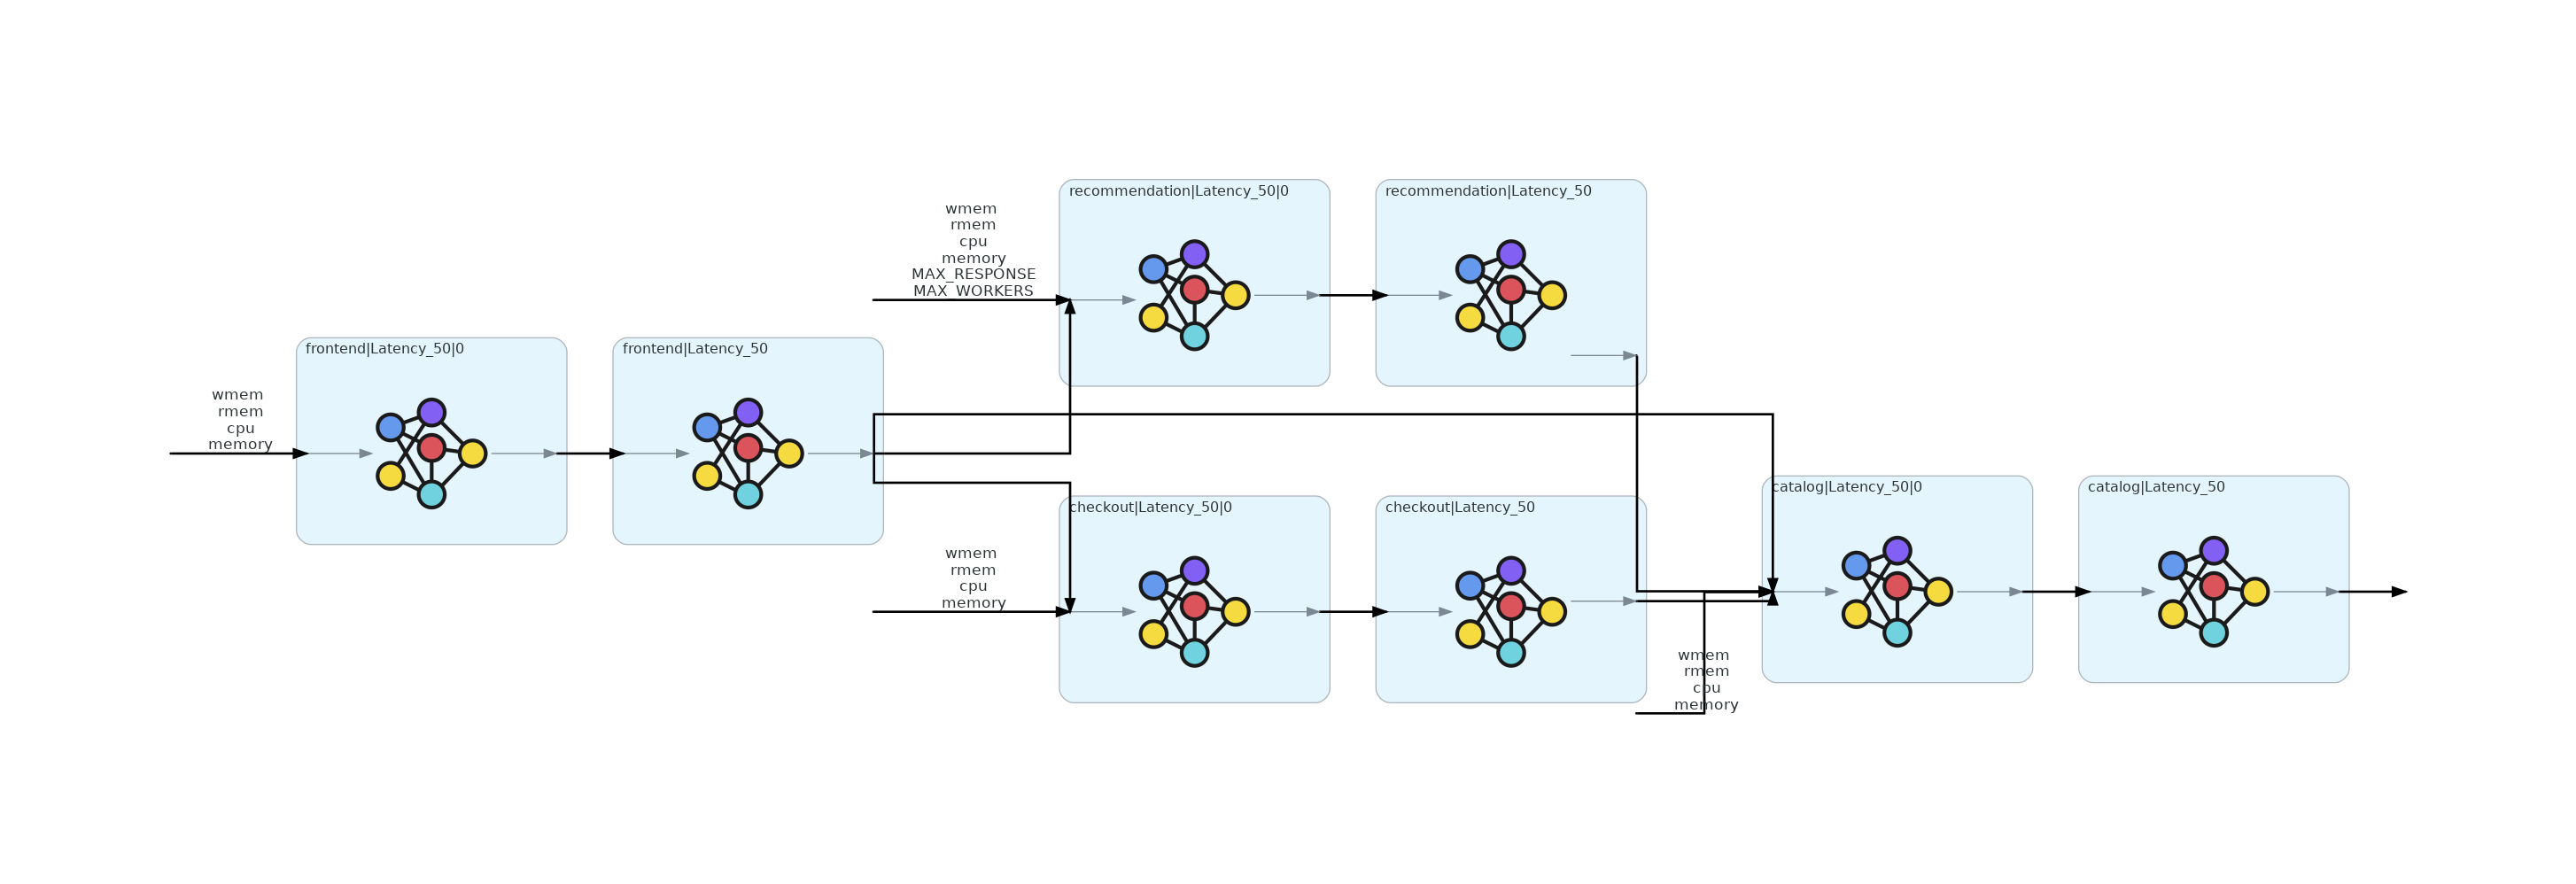 wmem
rmem
cpu
memory
frontend|Latency_50|0
frontend|Latency_50
wmem
rmem
cpu
memory
MAX_RESPONSE
MAX_WORKERS
recommendation|Latency_50|0
recommendation|Latency_50
wmem
rmem
cpu
memory
checkout|Latency_50|0
checkout|Latency_50
wmem
rmem
cpu
memory
catalog|Latency_50|0
catalog|Latency_50